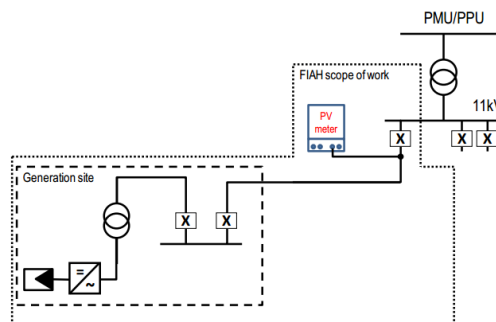 PMU/PPU
FIAH scope of work
11kV
PV
meter
X
X
X
Generation site
X
X
=
~